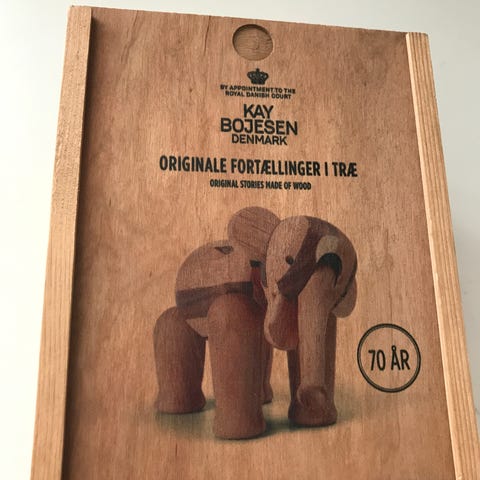 BY APPOINTMENT TO THE
ROYAL DANISH COURT
KAY
BOJESEN
DENMARK
ORIGINALE FORTÆLLINGER I TRÆ
ORIGINAL STORIES MADE OF WOOD
70 ÅR